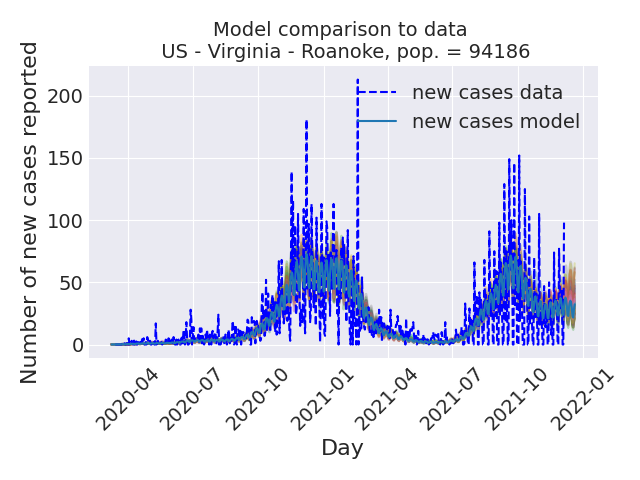 Model comparison to data
US - Virginia - Roanoke, pop. = 94186
Number of new cases reported
200
150
100
50
0
new cases data
new cases model
2020-04
2020-07
2020-10
2021-01
2021-04
2021-07
2021-10
2022-01
Day